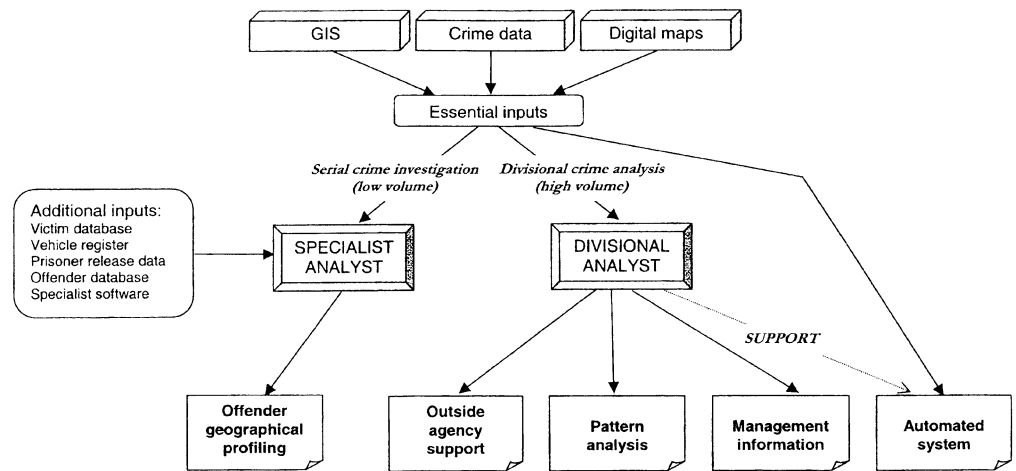 GIS
Crime data
Digital maps
Essential inputs
Serial crime investigation
(low volume)
Divisional crime analysis
(high volume)
Additional inputs:
Victim database
Vehicle register
Prisoner release data
Offender database
Specialist software
SPECIALIST
ANALYST
DIVISIONAL
ANALYST
SUPPORT
Offender
geographical
profiling
Outside
agency
support
Pattern
analysis
Management
information
Automated
system